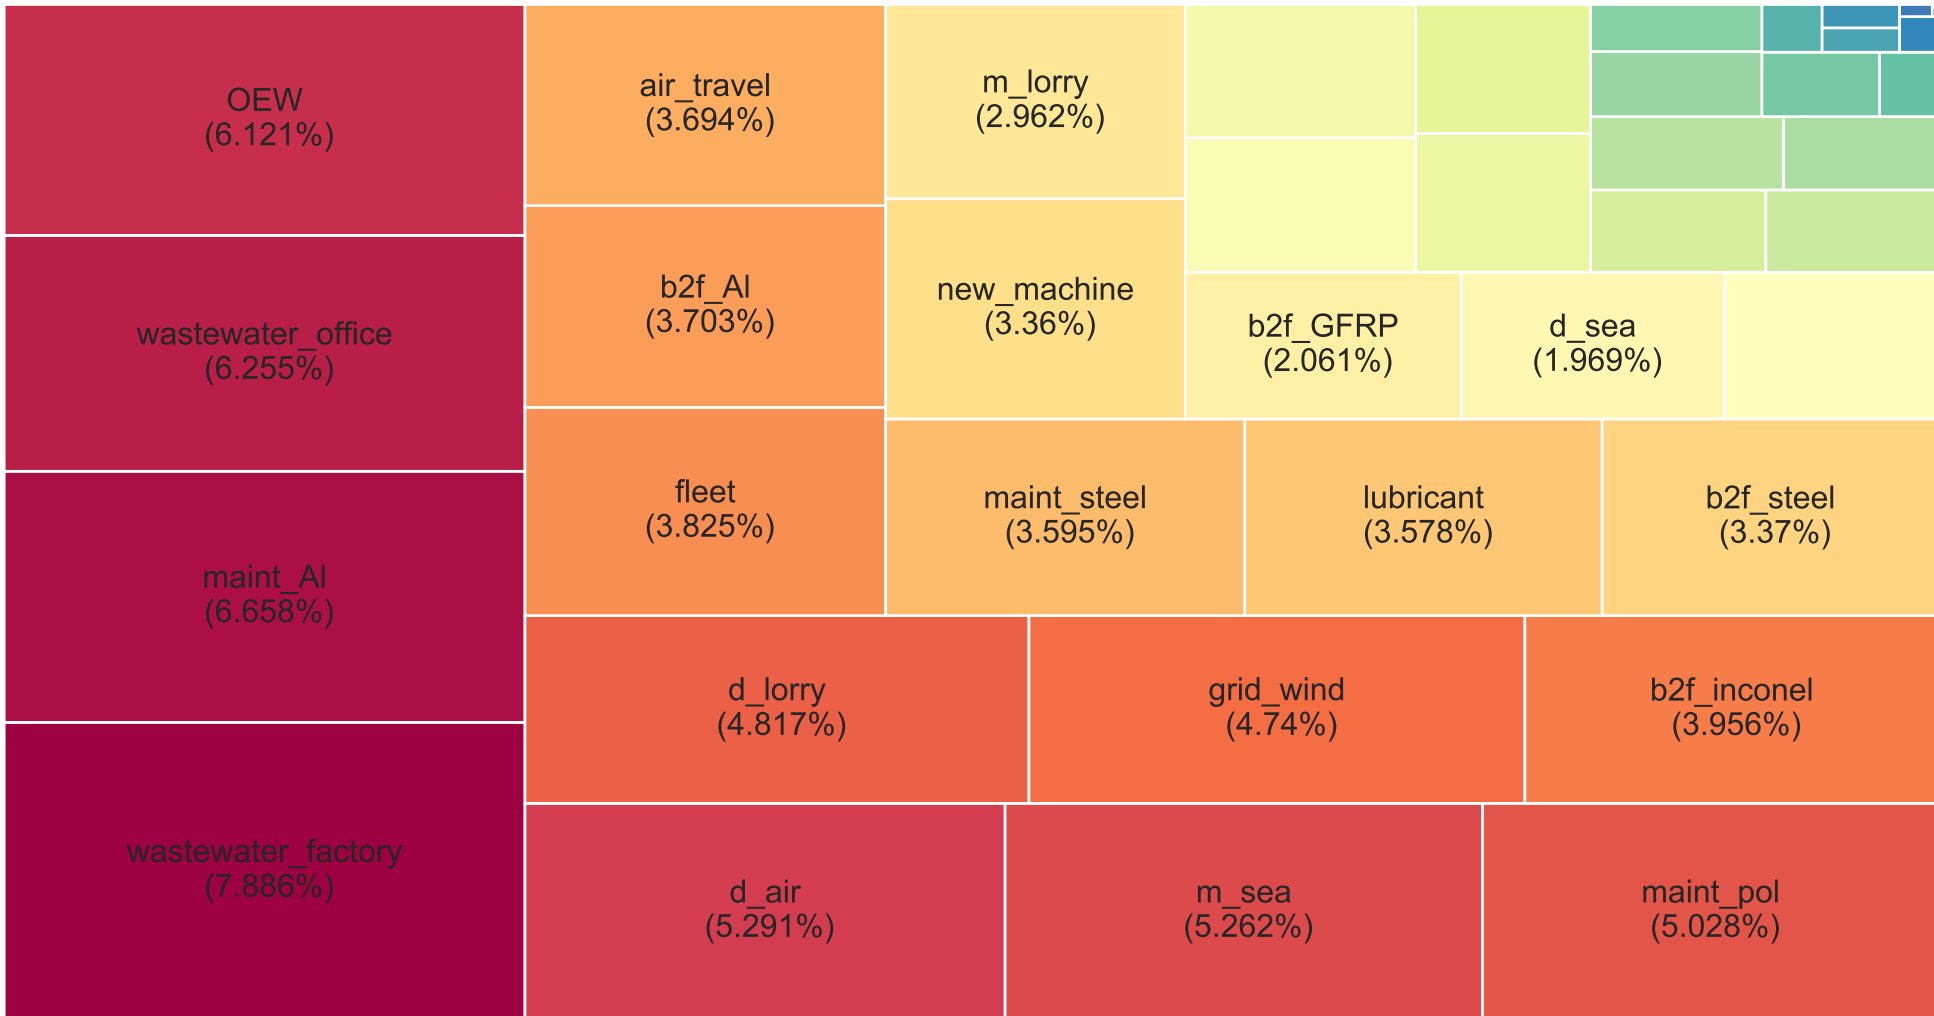 OEW
(6.121%)
wastewater_office
(6.255%)
maint_Al
(6.658%)
wastewater_factory
(7.886%)
air_travel
(3.694%)
b2f_Al
(3.703%)
fleet
(3.825%)
m_lorry
(2.962%)
new_machine
(3.36%)
b2f_GFRP
(2.061%)
d_sea
(1.969%)
maint_steel
(3.595%)
lubricant
(3.578%)
b2f_steel
(3.37%)
d_lorry
(4.817%)
grid_wind
(4.74%)
b2f_inconel
(3.956%)
d_air
(5.291%)
m_sea
(5.262%)
maint_pol
(5.028%)